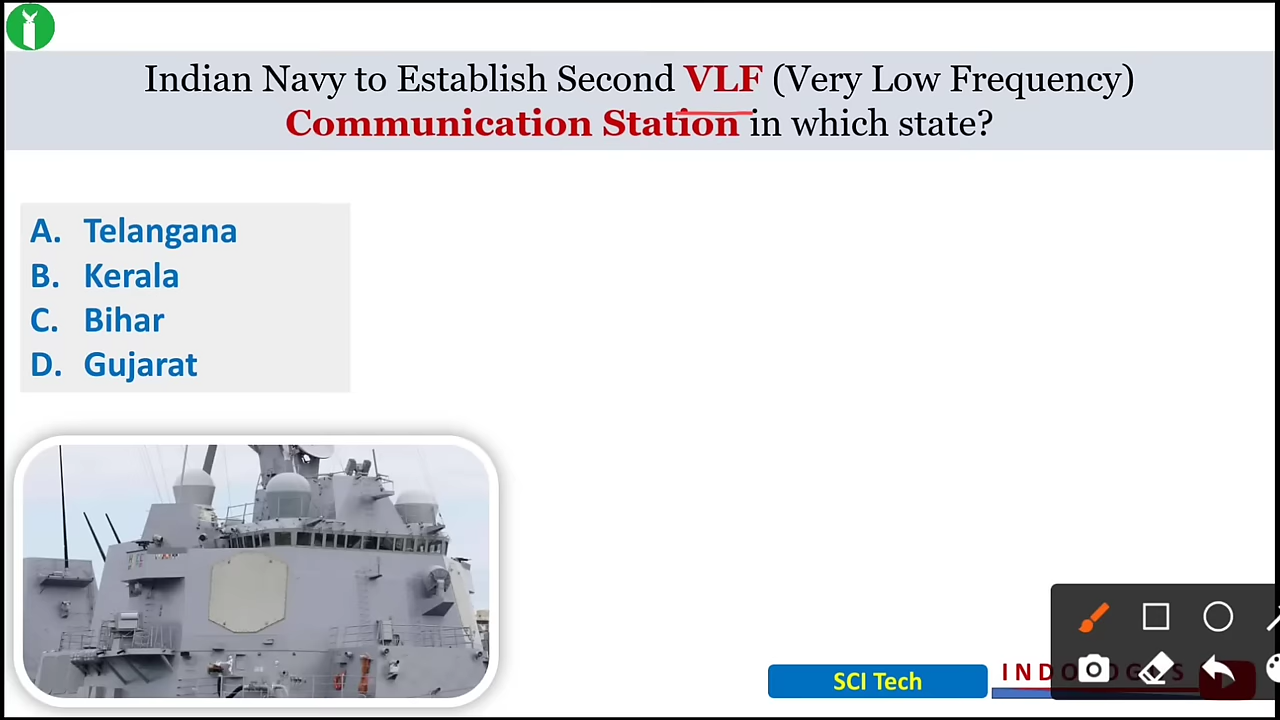 Indian Navy to Establish Second VLF (Very Low Frequency)
Communication Station in which state?
A. Telangana
B. Kerala
C. Bihar
D. Gujarat
SCI Tech